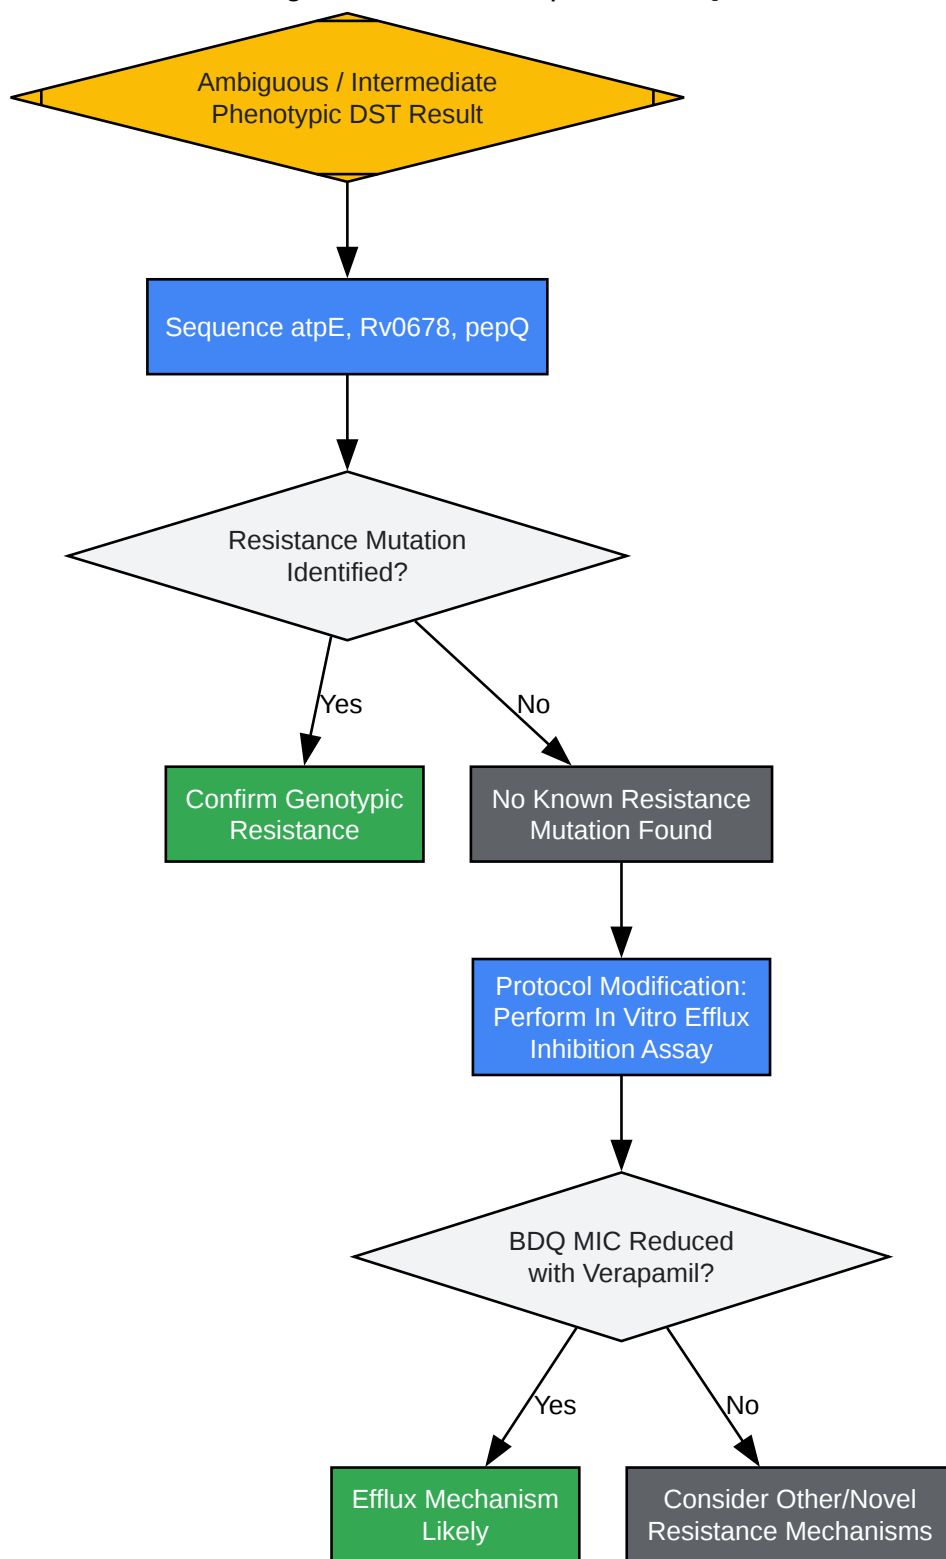 Ambiguous / Intermediate
Phenotypic DST Result
Sequence atpE, Rv0678, pepQ
Resistance Mutation
Identified?
Yes
No
Confirm Genotypic
Resistance
No Known Resistance
Mutation Found
Protocol Modification:
Perform In Vitro Efflux
Inhibition Assay
BDQ MIC Reduced
with Verapamil?
Yes
No
Efflux Mechanism
Likely
Consider Other/Novel
Resistance Mechanisms